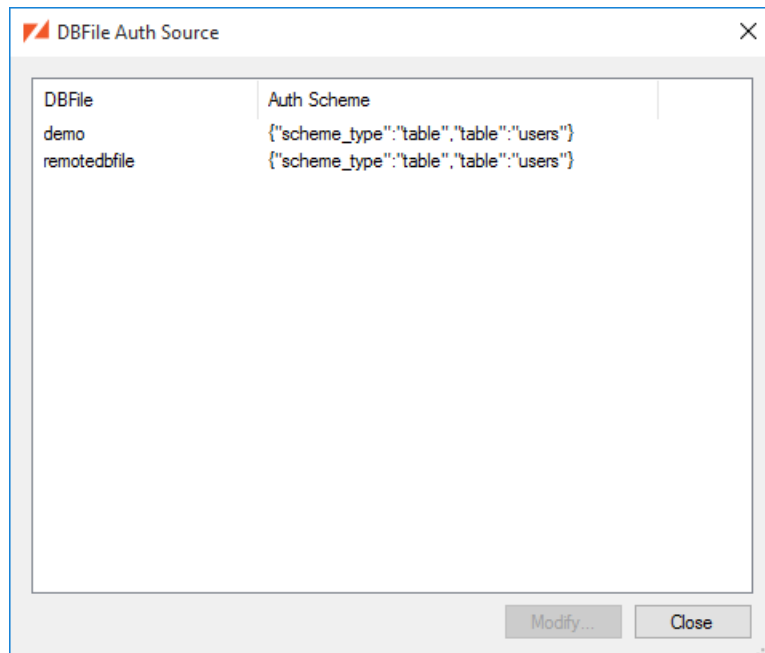 DBFile Auth Source
DBFile Auth Scheme
demo {"scheme_type":"table","table":"users"}
remotedbfile {"scheme_type":"table","table":"users"}
Modify... Close